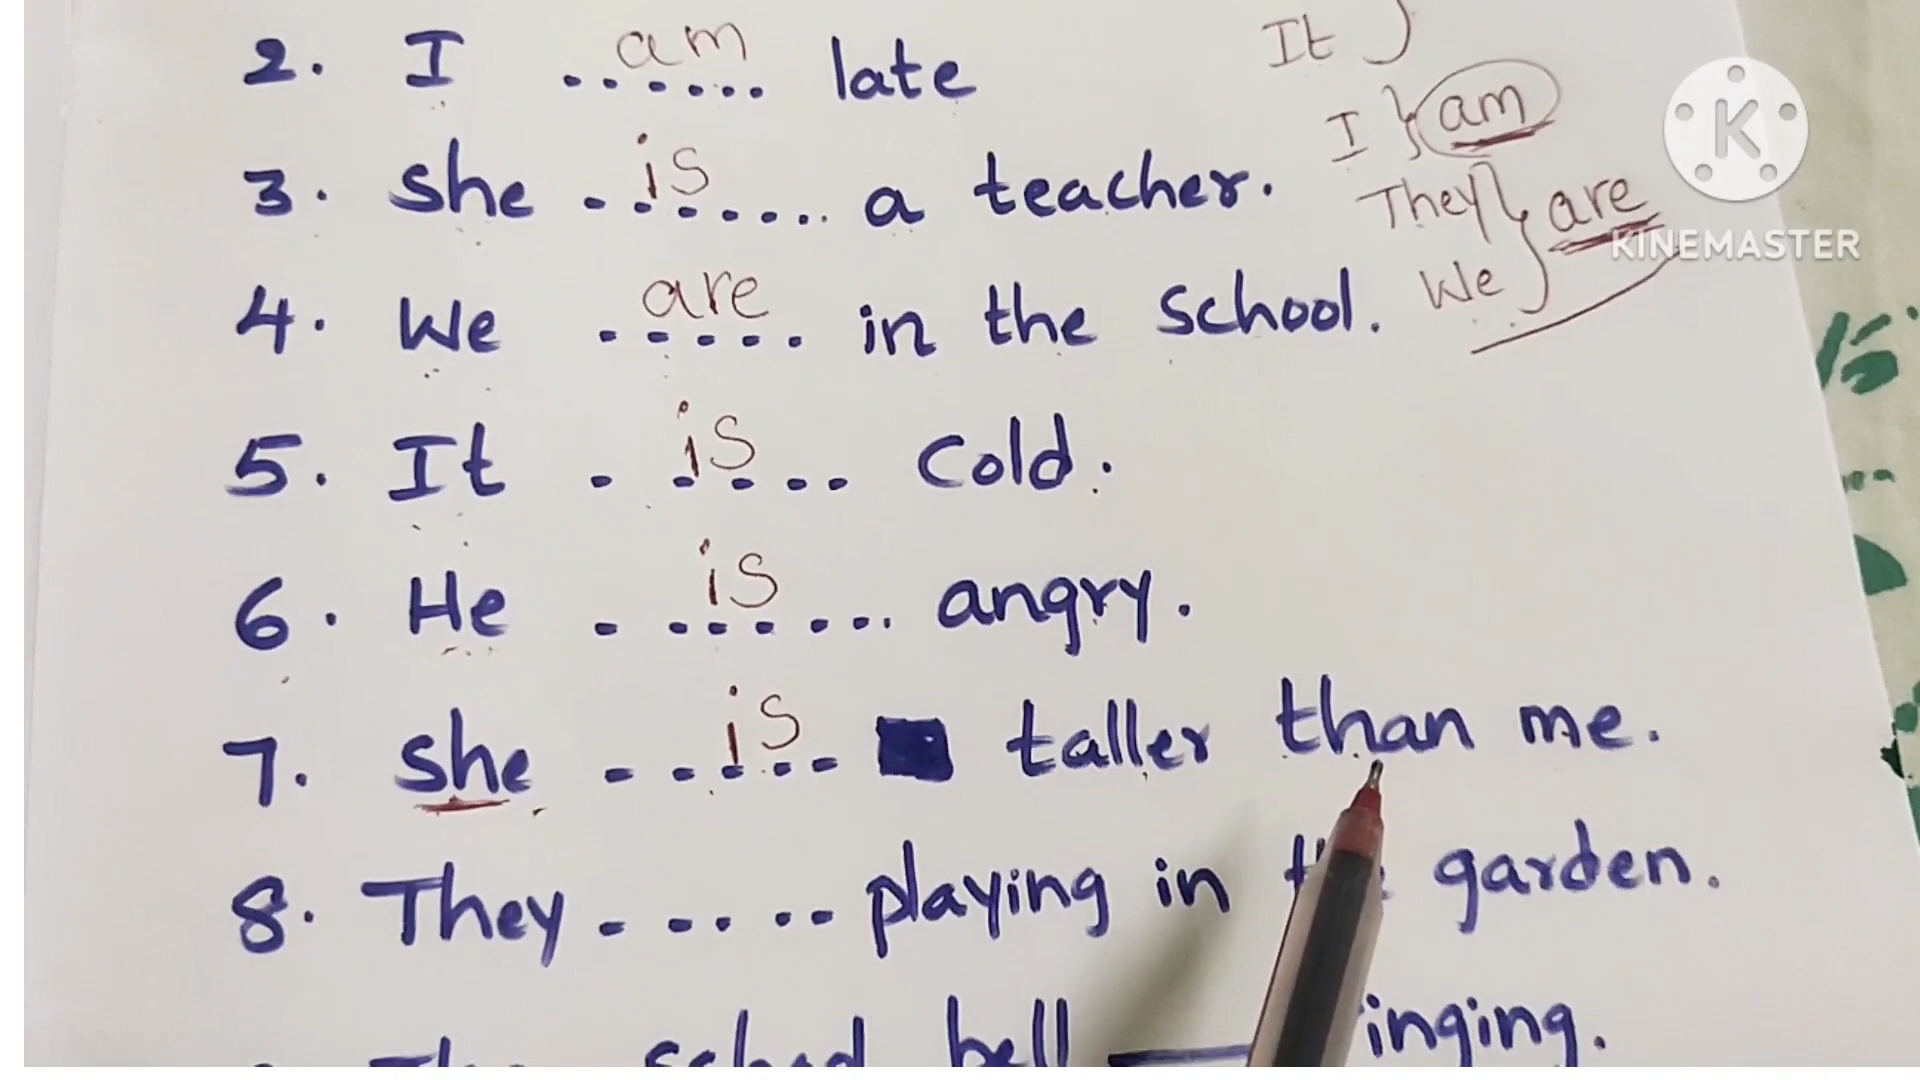 2. I am late
It
I } am
3. She is a teacher.
They
are
KINEMASTER
4. We are in the school.
We
5. It is cold.
6. He is angry.
7. She is taller than me.
8. They ...... playing in garden.
bell inging.